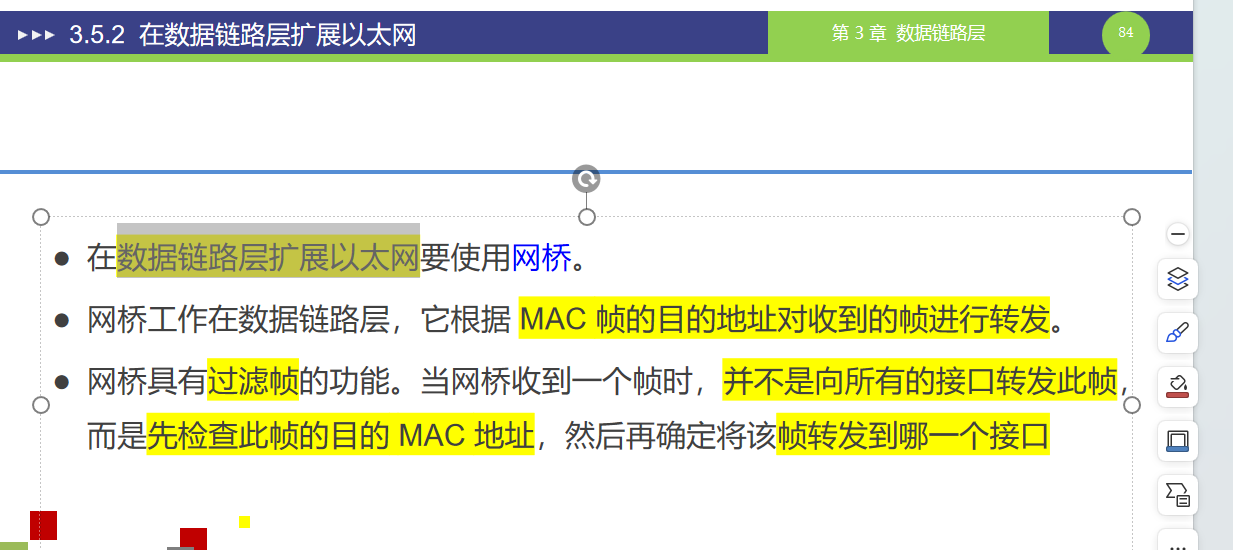 3.5.2 在数据链路层扩展以太网
第 3 章 数据链路层
84
在数据链路层扩展以太网要使用网桥。
网桥工作在数据链路层，它根据 MAC 帧的目的地址对收到的帧进行转发。
网桥具有过滤帧的功能。当网桥收到一个帧时，并不是向所有的接口转发此帧，
而是先检查此帧的目的 MAC 地址，然后再确定将该帧转发到哪一个接口